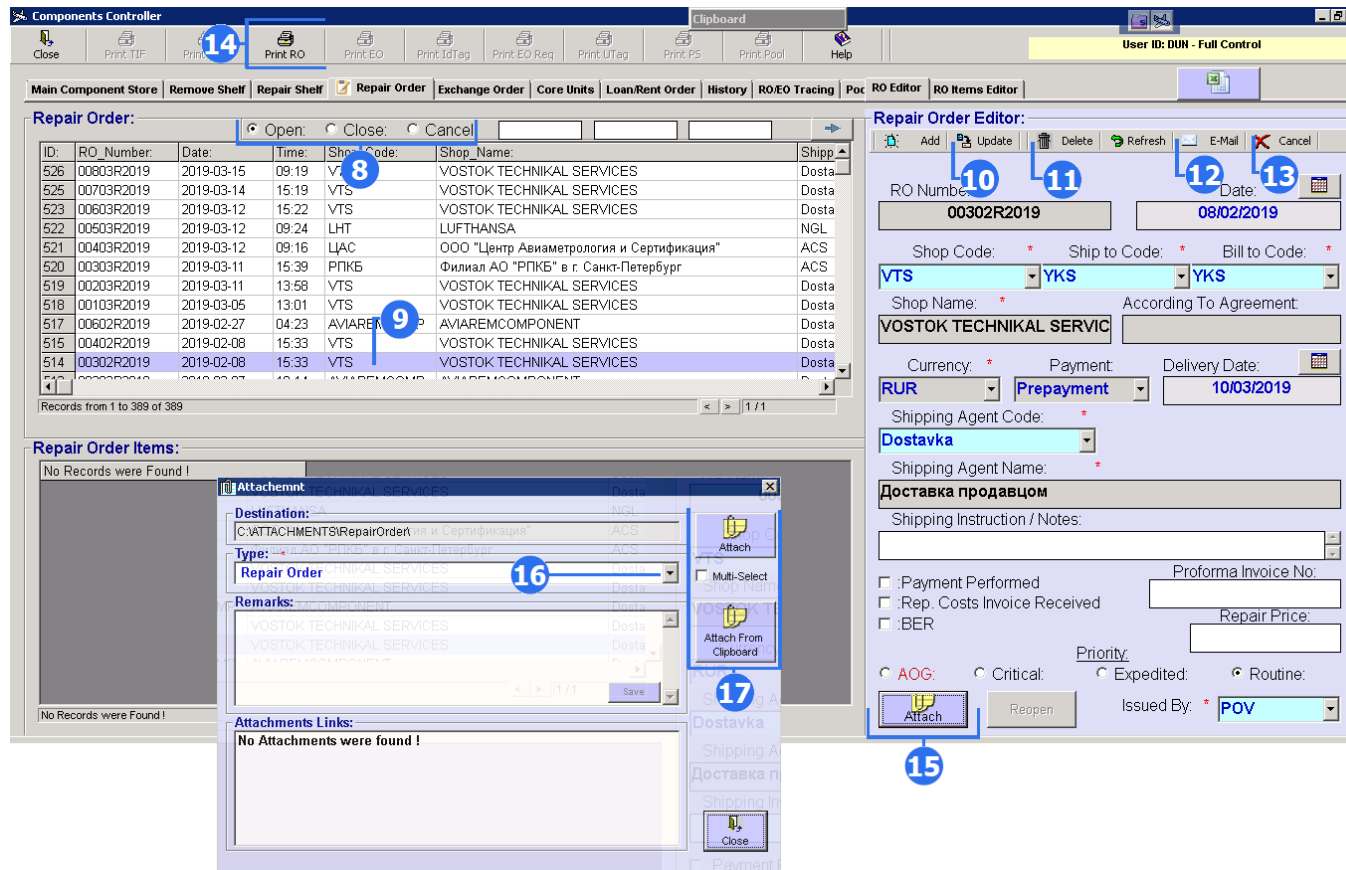 Components Controller
Clipboard
Close
Print TIF
Print
Print RO
Print EO
Print IdTag
Print EO Req
Print UTag
Print PS
Print Pool
Help
User ID: DUN - Full Control
14
Main Component Store
Remove Shelf
Repair Shelf
Repair Order
Exchange Order
Core Units
Loan/Rent Order
History
RO/EO Tracing
Poc
RO Editor
RO Items Editor
Repair Order:
Open:
Close:
Cancel
8
ID: RO_Number: Date: Time: Shop Code: Shop_Name: Shipp
526 00803R2019 2019-03-15 09:19 VTS VOSTOK TECHNIKAL SERVICES Dosta
525 00703R2019 2019-03-14 15:19 VTS VOSTOK TECHNIKAL SERVICES Dosta
523 00603R2019 2019-03-12 15:22 VTS VOSTOK TECHNIKAL SERVICES Dosta
522 00503R2019 2019-03-12 09:24 LHT LUFTHANSA NGL
521 00403R2019 2019-03-12 09:16 ЦАС ООО "Центр Авиаметрология и Сертификация" ACS
520 00303R2019 2019-03-11 15:39 РПКБ Филиал АО "РПКБ" в г. Санкт-Петербург ACS
519 00203R2019 2019-03-11 13:58 VTS VOSTOK TECHNIKAL SERVICES Dosta
518 00103R2019 2019-03-05 13:01 VTS VOSTOK TECHNIKAL SERVICES Dosta
517 00602R2019 2019-02-27 04:23 AVIAREMCOMP AVIAREMCOMPONENT Dosta
515 00402R2019 2019-02-08 15:33 VTS VOSTOK TECHNIKAL SERVICES Dosta
514 00302R2019 2019-02-08 15:33 VTS VOSTOK TECHNIKAL SERVICES Dosta
9
Records from 1 to 389 of 389
< > 1 / 1
Repair Order Items:
No Records were Found !
No Records were Found !
Attachemnt
Destination:
C:\ATTACHMENTS\RepairOrder\
Type: *
Repair Order
16
Remarks:
Save
Attachments Links:
No Attachments were found !
Attach
Multi-Select
Attach From
Clipboard
17
Close
Repair Order Editor:
Add
Update
Delete
Refresh
E-Mail
Cancel
10
11
12
13
RO Number
Date:
00302R2019
08/02/2019
Shop Code: *
Ship to Code: *
Bill to Code: *
VTS
YKS
YKS
Shop Name: *
According To Agreement:
VOSTOK TECHNIKAL SERVIC
Currency: *
Payment:
Delivery Date:
RUR
Prepayment
10/03/2019
Shipping Agent Code: *
Dostavka
Shipping Agent Name: *
Доставка продавцом
Shipping Instruction / Notes:
:Payment Performed
:Rep. Costs Invoice Received
:BER
Proforma Invoice No:
Repair Price:
Priority:
AOG:
Critical:
Expedited:
Routine:
Attach
Reopen
Issued By: *
POV
15